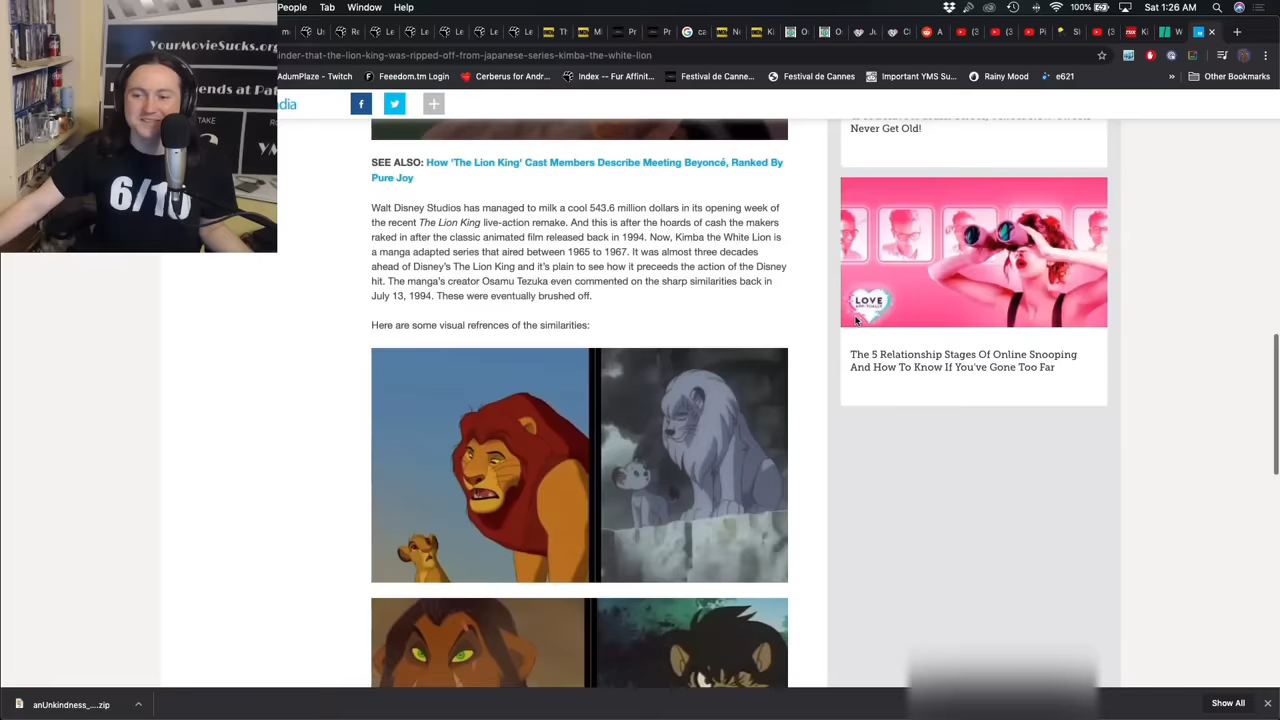 People Tab Window Help
100%
Sat 1:26 AM
inder-that-the-lion-king-was-ripped-off-from-japanese-series-kimba-the-white-lion
AdumPlaze - Twitch
Feeedom.tm Login
Cerberus for Andr...
Index -- Fur Affinit...
Festival de Canne...
Festival de Cannes
Important YMS Su...
Rainy Mood
e621
»
Other Bookmarks
YourMovieSucks.org
TAKE
6/10
dia
SEE ALSO: How 'The Lion King' Cast Members Describe Meeting Beyoncé, Ranked By
Pure Joy
Walt Disney Studios has managed to milk a cool 543.6 million dollars in its opening week of
the recent The Lion King live-action remake. And this is after the hoards of cash the makers
raked in after the classic animated film released back in 1994. Now, Kimba the White Lion is
a manga adapted series that aired between 1965 to 1967. It was almost three decades
ahead of Disney's The Lion King and it's plain to see how it preceeds the action of the Disney
hit. The manga's creator Osamu Tezuka even commented on the sharp similarities back in
July 13, 1994. These were eventually brushed off.
Here are some visual refrences of the similarities:
Never Get Old!
LOVE
The 5 Relationship Stages Of Online Snooping
And How To Know If You've Gone Too Far
anUnkindness_....zip
Show All